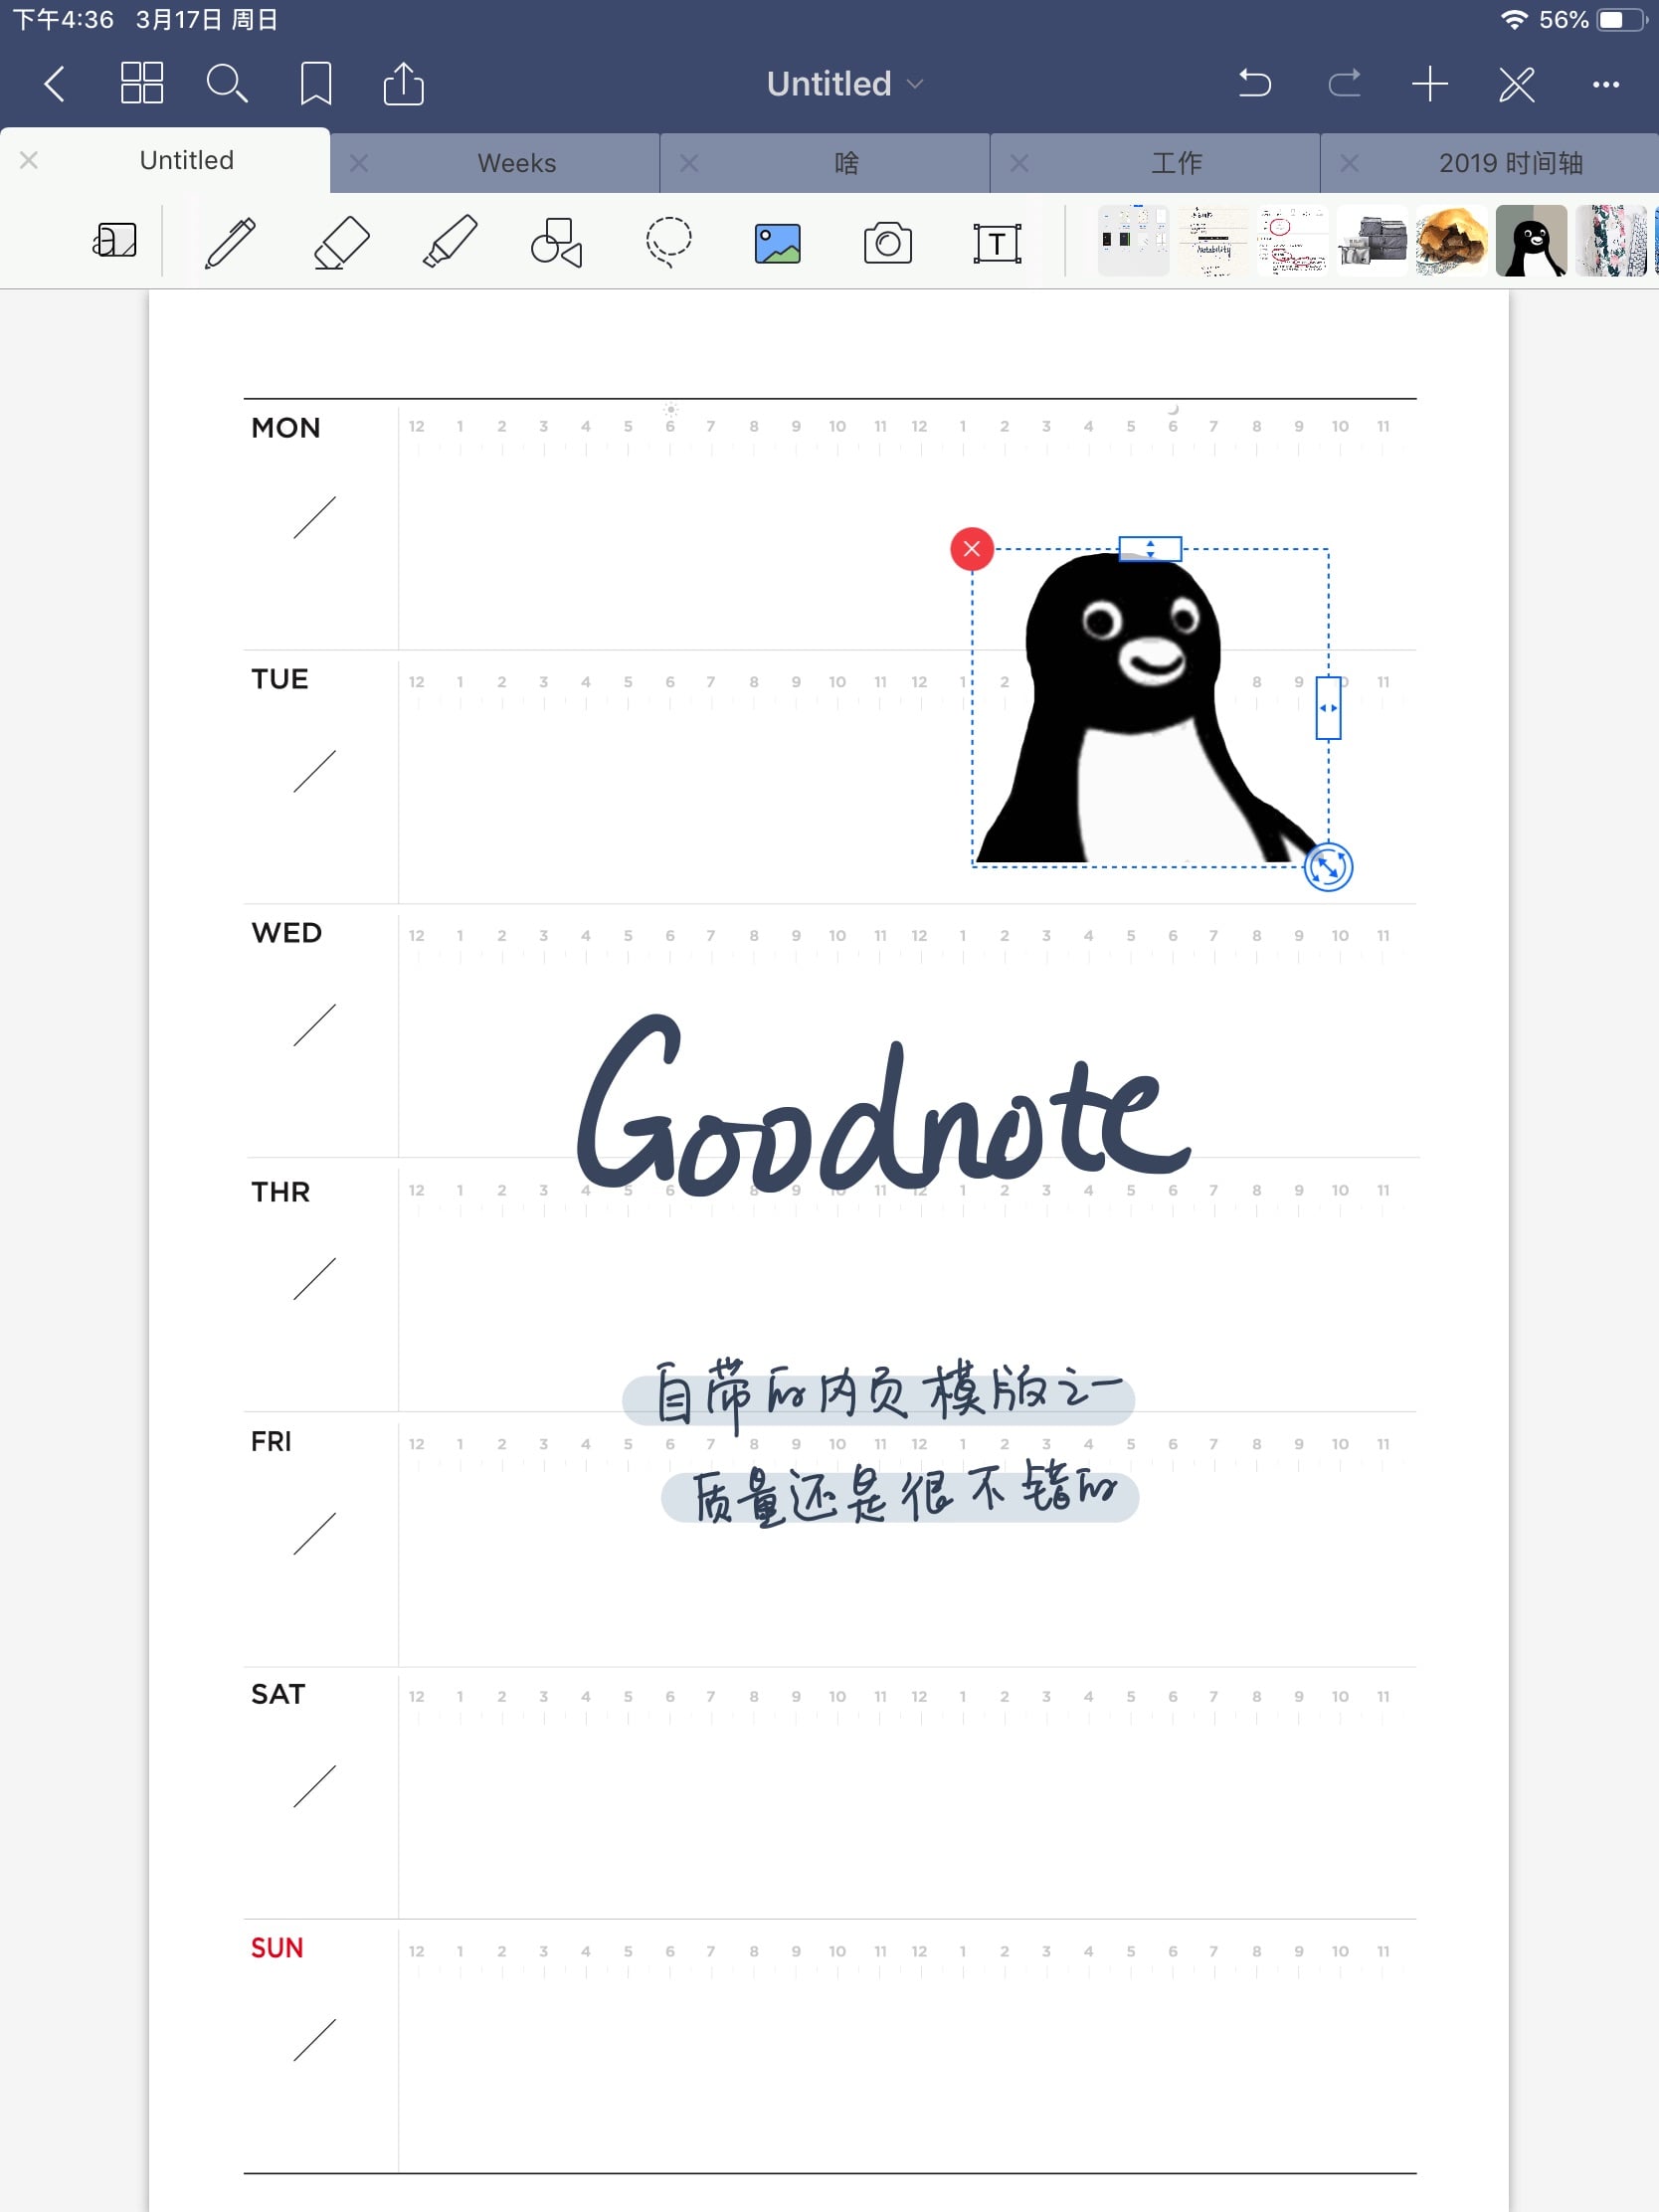 下午4:36 3月17日 周日 56%
Untitled
Untitled Weeks 啥 工作 2019 时间轴
T
Notability
MON 12 1 2 3 4 5 6 7 8 9 10 11 12 1 2 3 4 5 6 7 8 9 10 11
TUE 12 1 2 3 4 5 6 7 8 9 10 11 12 1 2 8 9 11
WED 12 1 2 3 4 5 6 7 8 9 10 11 12 1 2 3 4 5 6 7 8 9 10 11
Goodnote
THR 12 1 2 3 4 5 6 8 9 10 11 12 1 2 3 4 5 6 7 8 9 10 11
自带的内页模版之一
FRI 12 1 2 3 4 5 6 7 8 9 10 11 12 1 2 3 4 5 6 7 8 9 10 11
质量还是很不错的
SAT 12 1 2 3 4 5 6 7 8 9 10 11 12 1 2 3 4 5 6 7 8 9 10 11
SUN 12 1 2 3 4 5 6 7 8 9 10 11 12 1 2 3 4 5 6 7 8 9 10 11